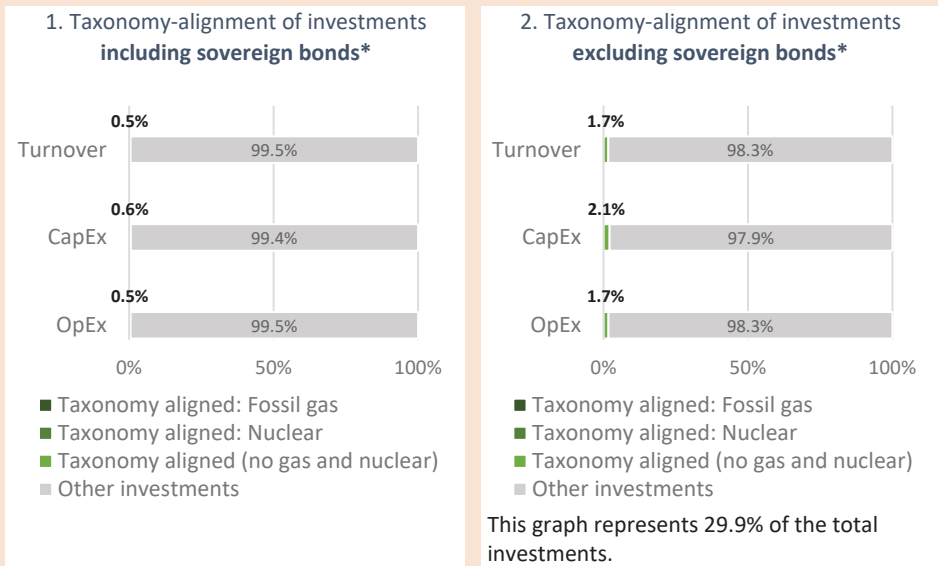 1. Taxonomy-alignment of investments
including sovereign bonds*
0.5%
Turnover
99.5%
0.6%
CapEx
99.4%
0.5%
OpEx
99.5%
0%
50%
100%
Taxonomy aligned: Fossil gas
Taxonomy aligned: Nuclear
Taxonomy aligned (no gas and nuclear)
Other investments
2. Taxonomy-alignment of investments
excluding sovereign bonds*
1.7%
Turnover
98.3%
2.1%
CapEx
97.9%
1.7%
OpEx
98.3%
0%
50%
100%
Taxonomy aligned: Fossil gas
Taxonomy aligned: Nuclear
Taxonomy aligned (no gas and nuclear)
Other investments
This graph represents 29.9% of the total
investments.